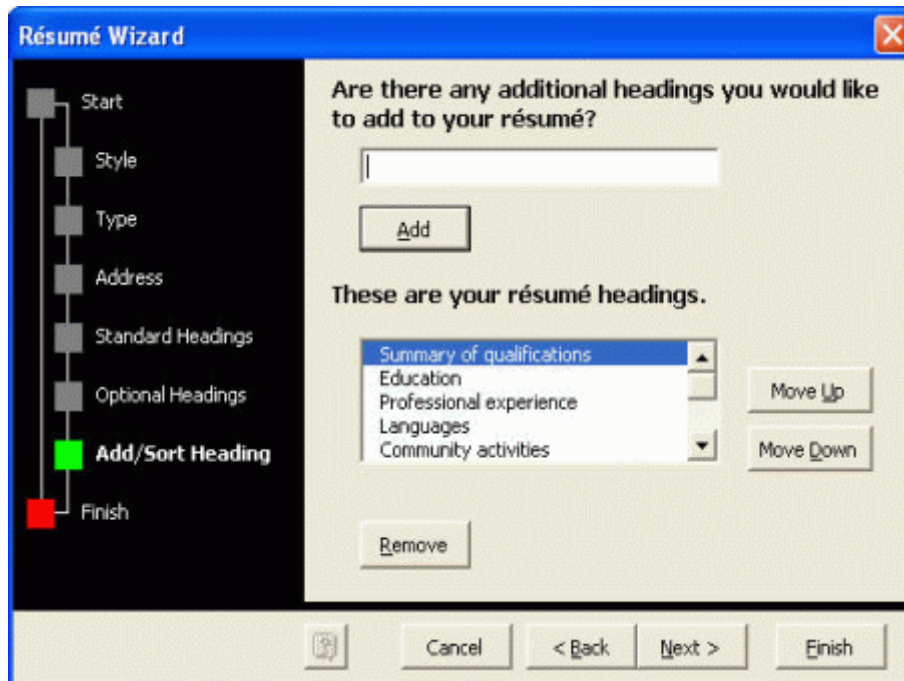 Résumé Wizard
Start
Style
Type
Address
Standard Headings
Optional Headings
Add/Sort Heading
Finish
Are there any additional headings you would like
to add to your résumé?
Add
These are your résumé headings.
Summary of qualifications
Education
Professional experience
Languages
Community activities
Move Up
Move Down
Remove
Cancel
< Back
Next >
Finish